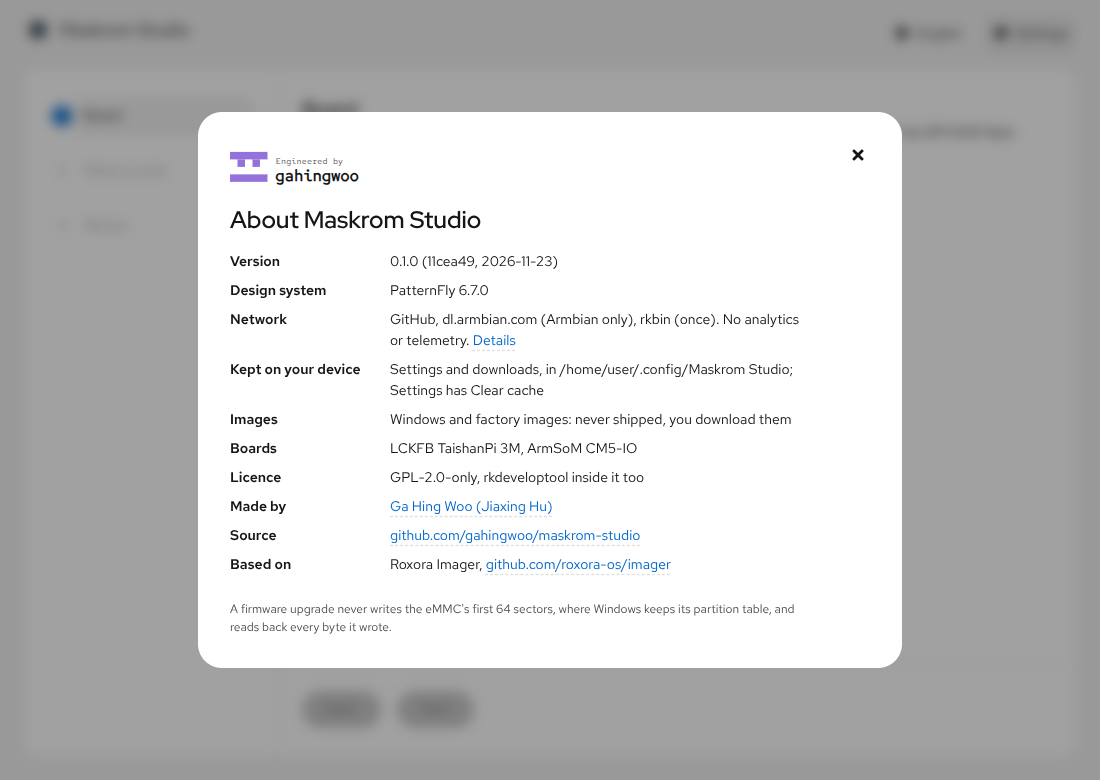 Engineered by
gahingwoo
About Maskrom Studio
Version 0.1.0 (11cea49, 2026-11-23)
Design system PatternFly 6.7.0
Network GitHub, dl.armbian.com (Armbian only), rkbin (once). No analytics
or telemetry. Details
Kept on your device Settings and downloads, in /home/user/.config/Maskrom Studio;
Settings has Clear cache
Images Windows and factory images: never shipped, you download them
Boards LCKFB TaishanPi 3M, ArmSoM CM5-IO
Licence GPL-2.0-only, rkdeveloptool inside it too
Made by Ga Hing Woo (Jiaxing Hu)
Source github.com/gahingwoo/maskrom-studio
Based on Roxora Imager, github.com/roxora-os/imager
A firmware upgrade never writes the eMMC's first 64 sectors, where Windows keeps its partition table, and
reads back every byte it wrote.